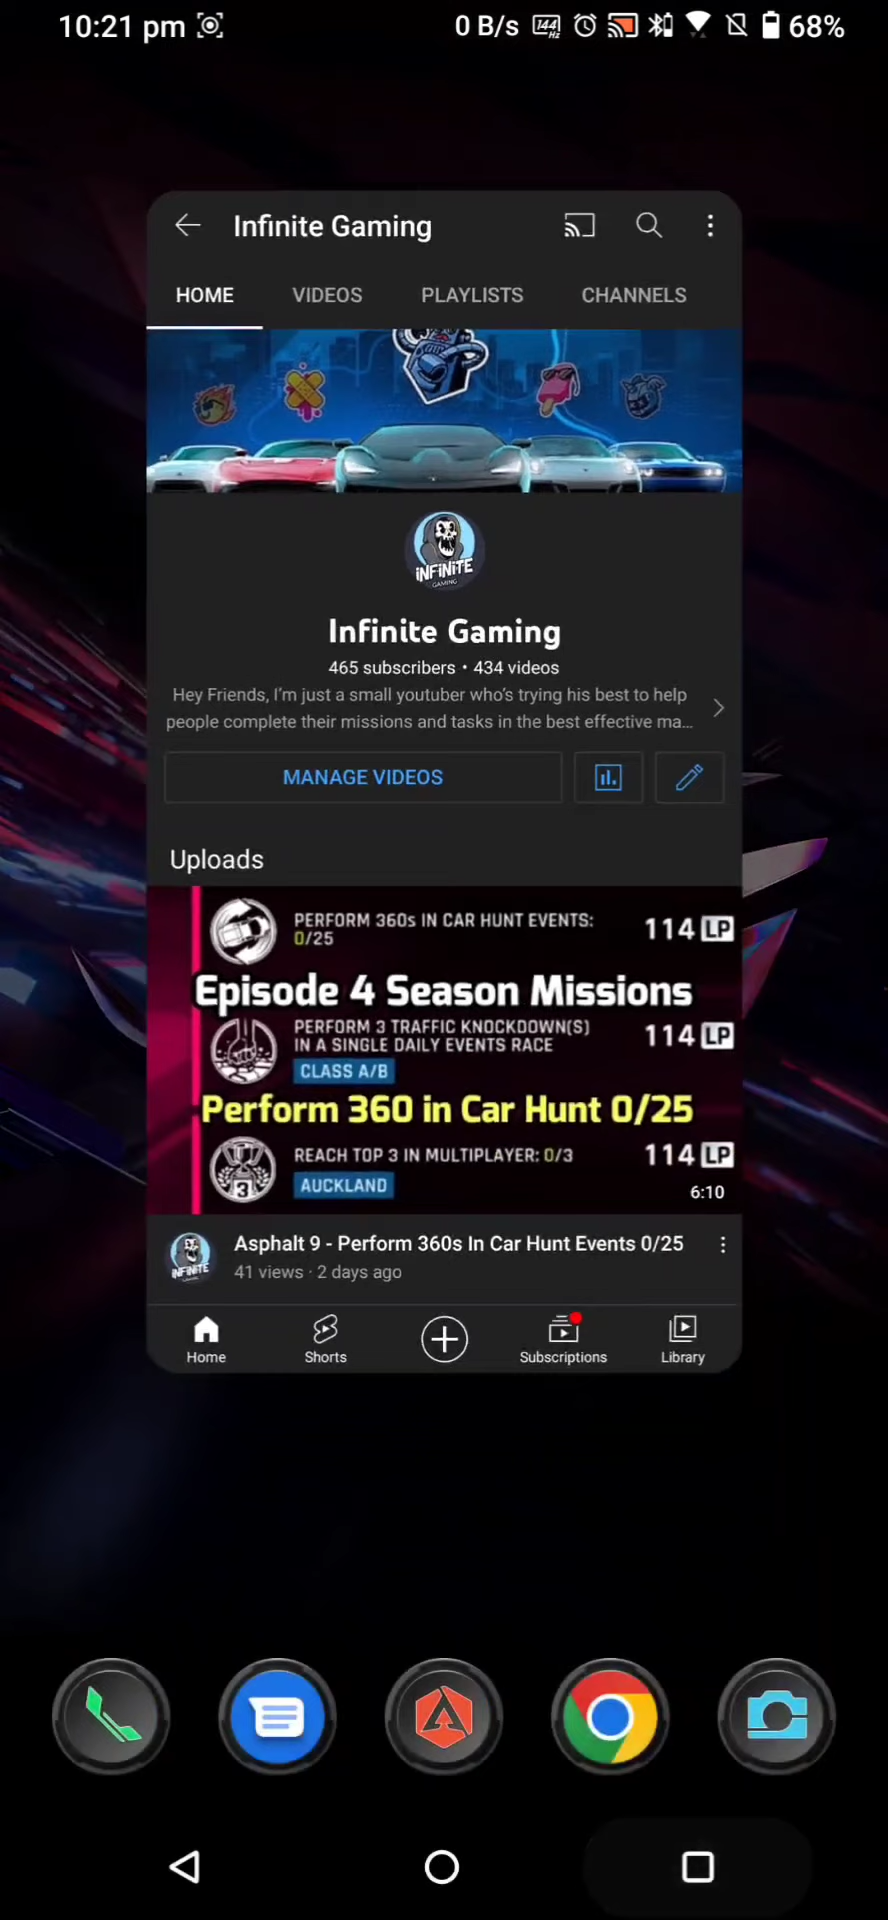 10:21 pm 0 B/s 144 Hz 68%
Infinite Gaming
HOME VIDEOS PLAYLISTS CHANNELS
INFINITE
GAMING
Infinite Gaming
465 subscribers • 434 videos
Hey Friends, I'm just a small youtuber who's trying his best to help
people complete their missions and tasks in the best effective ma...
MANAGE VIDEOS
Uploads
PERFORM 360s IN CAR HUNT EVENTS: 114 LP
0/25
Episode 4 Season Missions
PERFORM 3 TRAFFIC KNOCKDOWN(S) 114 LP
IN A SINGLE DAILY EVENTS RACE
CLASS A/B
Perform 360 in Car Hunt 0/25
REACH TOP 3 IN MULTIPLAYER: 0/3 114 LP
3
AUCKLAND
6:10
Asphalt 9 - Perform 360s In Car Hunt Events 0/25
INFINITE
41 views · 2 days ago
Home Shorts Subscriptions Library